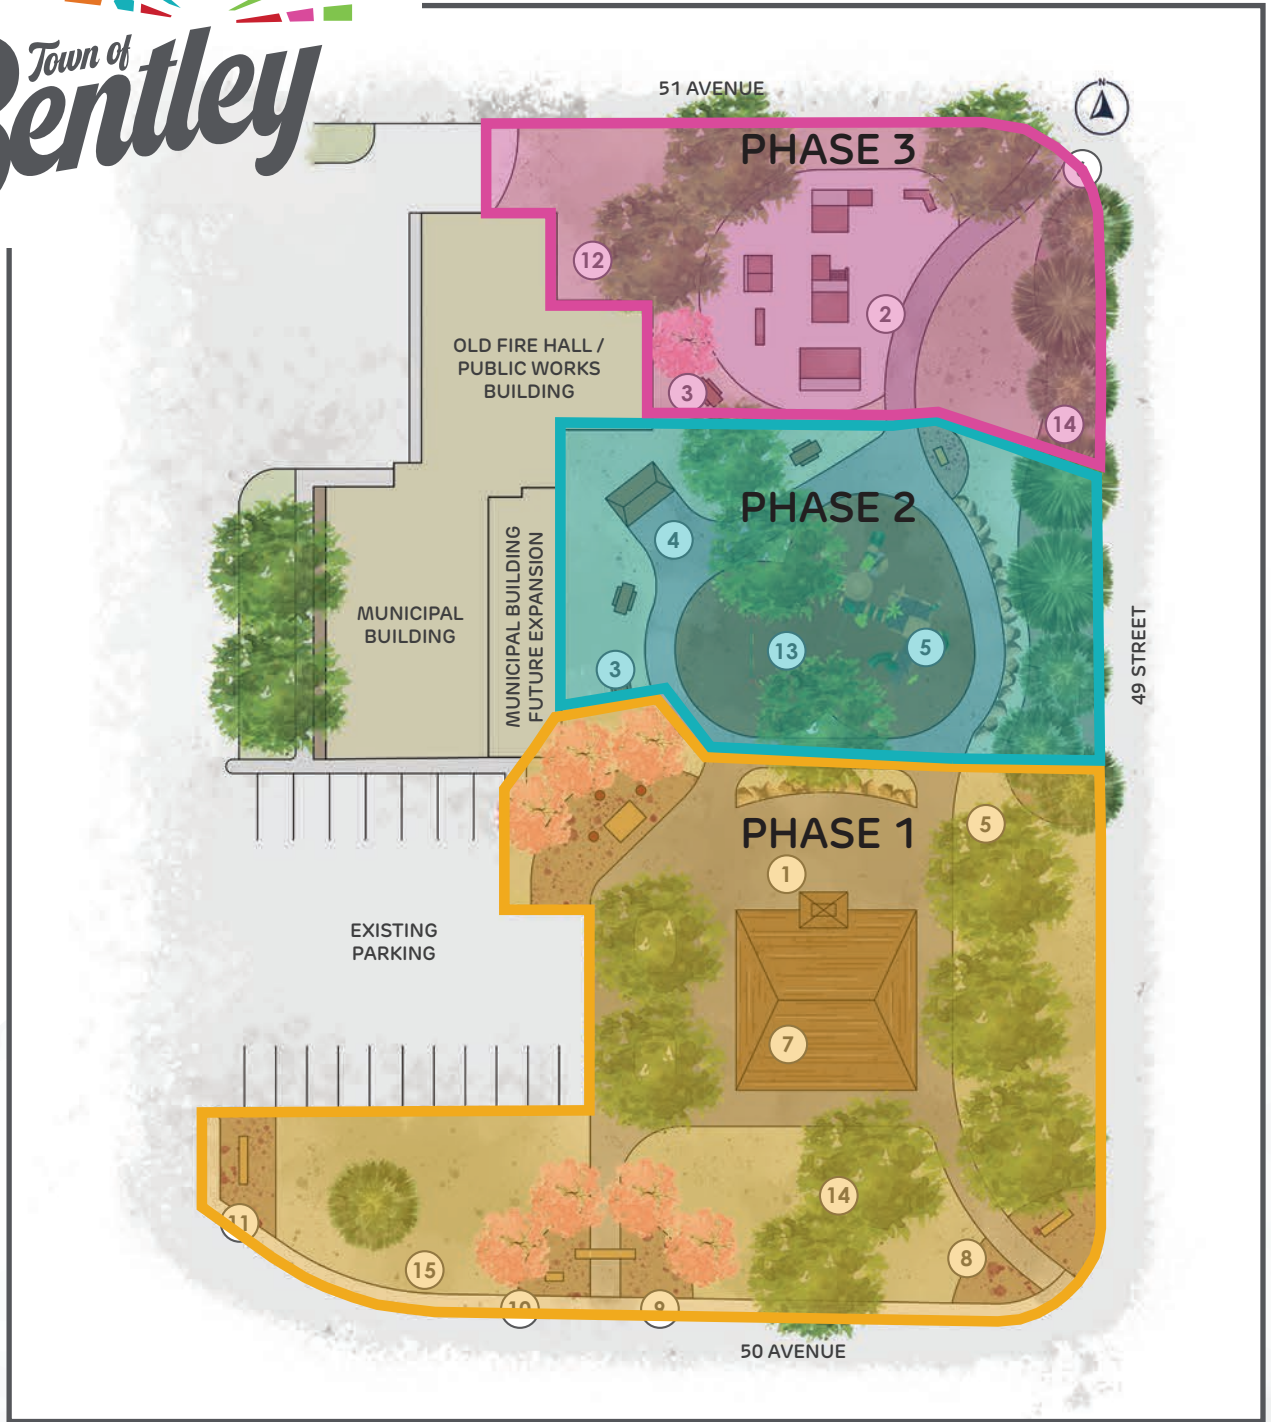 Town of
Bentley
51 AVENUE
N
PHASE 3
12
2
3
14
OLD FIRE HALL /
PUBLIC WORKS
BUILDING
PHASE 2
4
13
5
3
MUNICIPAL
BUILDING
MUNICIPAL BUILDING
FUTURE EXPANSION
49 STREET
PHASE 1
5
1
7
EXISTING
PARKING
14
11
15
8
10
9
50 AVENUE